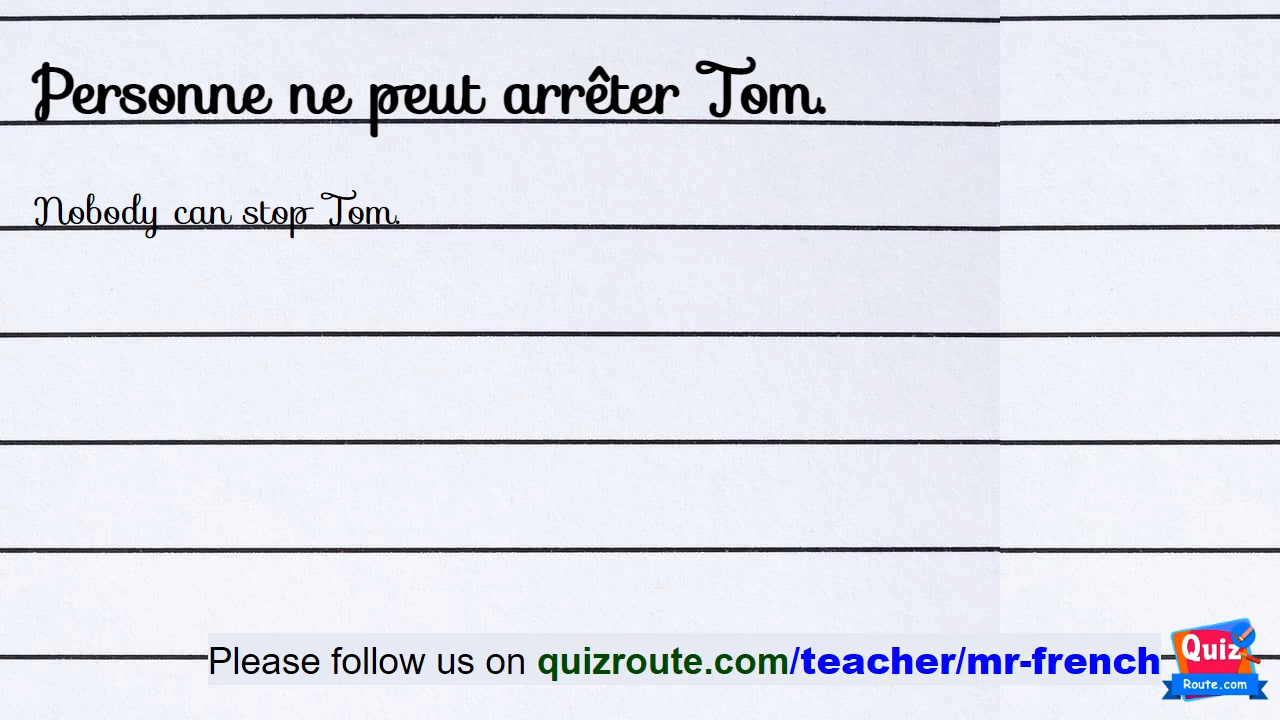 Personne ne peut arrêter Tom.
Nobody can stop Tom.
Please follow us on quizroute.com/teacher/mr-french
Quiz
Route.com